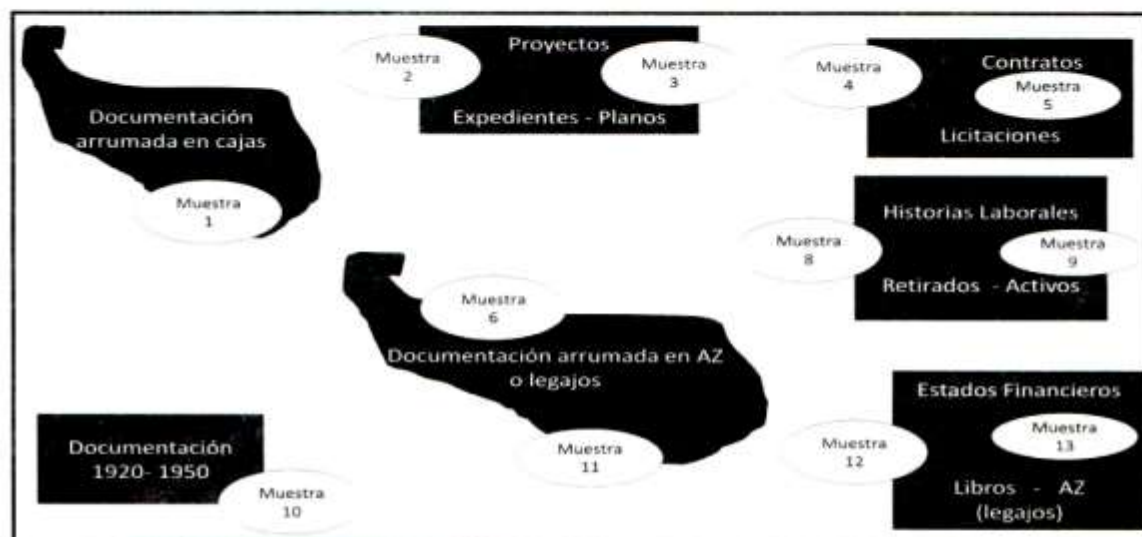 Documentación
arrumada en cajas
Muestra
1
Muestra
2
Proyectos
Muestra
3
Expedientes - Planos
Muestra
4
Contratos
Muestra
5
Licitaciones
Historias Laborales
Muestra
8
Muestra
9
Retirados - Activos
Muestra
6
Documentación arrumada en AZ
o legajos
Muestra
11
Documentación
1920- 1950
Muestra
10
Estados Financieros
Muestra
12
Muestra
13
Libros - AZ
(legajos)